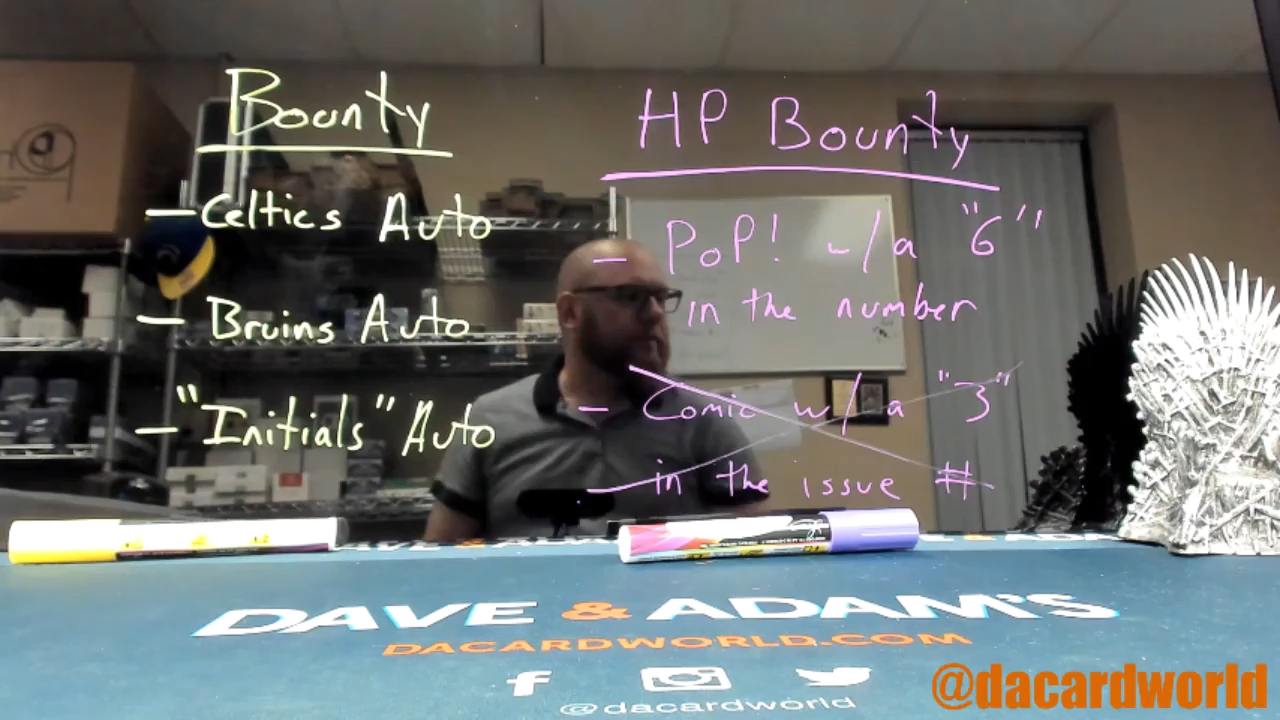 Bounty
- Celtics Auto
- Bruins Auto
- "Initials" Auto
HP Bounty
- PoP! w/ a "6"
in the number
- Comic w/ a "3"
in the issue #
DAVE & ADAM'S
DACARDWORLD.COM
@dacardworld
@dacardworld